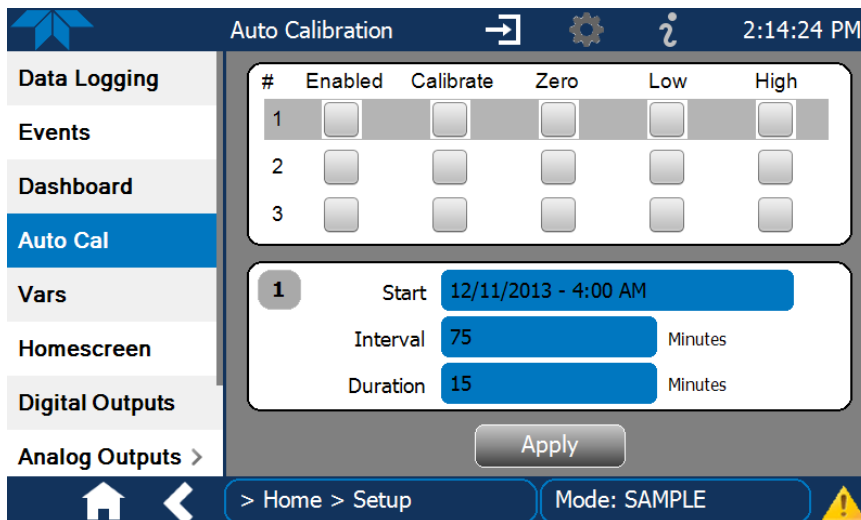 Auto Calibration 2:14:24 PM
Data Logging
Events
Dashboard
Auto Cal
Vars
Homescreen
Digital Outputs
Analog Outputs >
# Enabled Calibrate Zero Low High
1
2
3
1
Start 12/11/2013 - 4:00 AM
Interval 75 Minutes
Duration 15 Minutes
Apply
> Home > Setup
Mode: SAMPLE